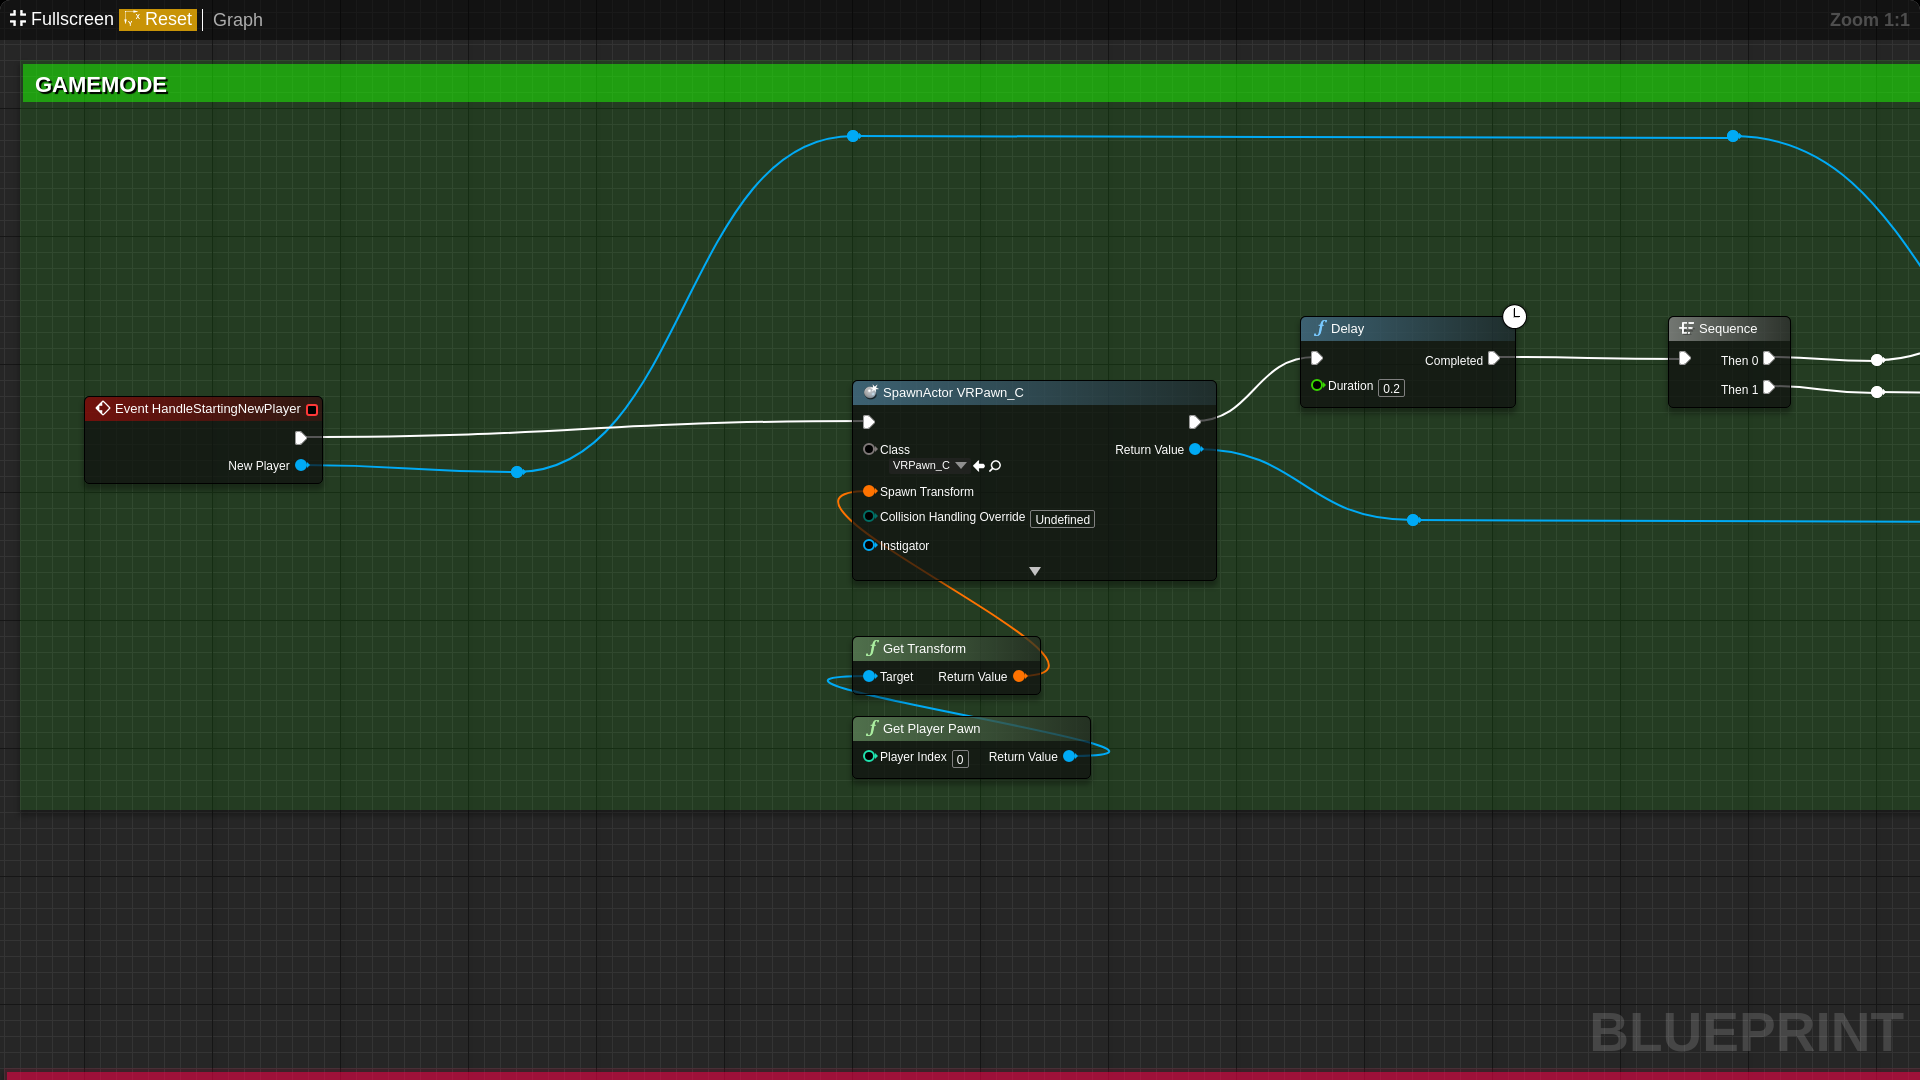 Fullscreen Reset Graph Zoom 1:1
GAMEMODE
Event HandleStartingNewPlayer
New Player
SpawnActor VRPawn_C
Class
Return Value
VRPawn_C
Spawn Transform
Collision Handling Override Undefined
Instigator
Get Transform
Target Return Value
Get Player Pawn
Player Index 0 Return Value
Delay
Completed
Duration 0.2
Sequence
Then 0
Then 1
BLUEPRINT